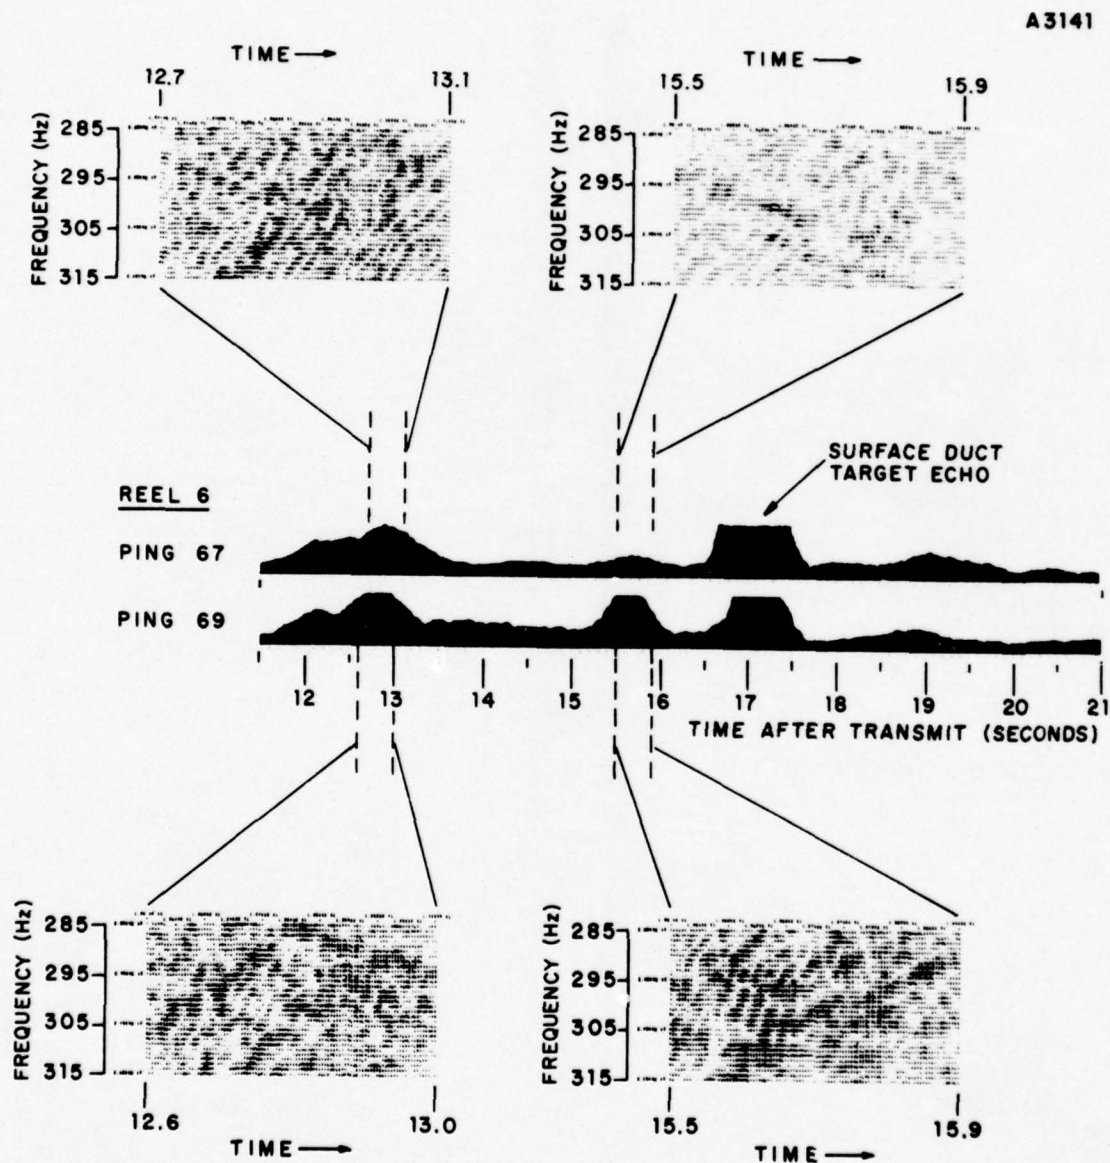 A3141
TIME
12.7
13.1
FREQUENCY (Hz)
285
295
305
315
TIME
15.5
15.9
FREQUENCY (Hz)
285
295
305
315
SURFACE DUCT
TARGET ECHO
REEL 6
PING 67
PING 69
12 13 14 15 16 17 18 19 20 21
TIME AFTER TRANSMIT (SECONDS)
FREQUENCY (Hz)
285
295
305
315
12.6
13.0
TIME
FREQUENCY (Hz)
285
295
305
315
15.5
15.9
TIME